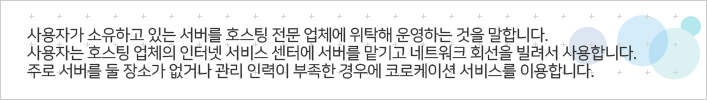 사용자가 소유하고 있는 서버를 호스팅 전문 업체에 위탁해 운영하는 것을 말합니다.
사용자는 호스팅 업체의 인터넷 서비스 센터에 서버를 맡기고 네트워크 회선을 빌려서 사용합니다.
주로 서버를 둘 장소가 없거나 관리 인력이 부족한 경우에 코로케이션 서비스를 이용합니다.